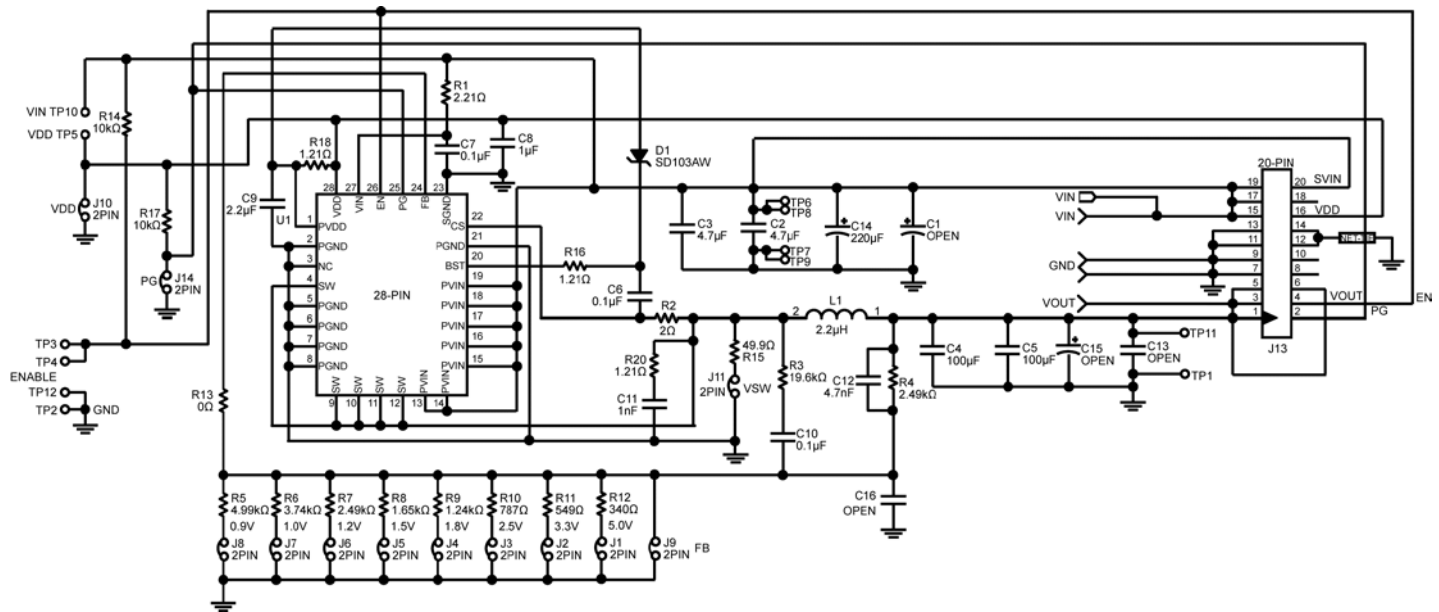 VIN TP10
VDD TP5
R14
10kΩ
VDD
J10
2PIN
R17
10kΩ
PG
J14
2PIN
TP3
TP4
ENABLE
TP12
TP2
GND
R13
0Ω
R18
1.21Ω
C9
2.2µF
U1
R1
2.21Ω
C7
0.1µF
C8
1µF
D1
SD103AW
28 27 26 25 24 23
VDD VIN EN PG FB SGND
1 PVDD
2 PGND
3 NC
4 SW
5 PGND
6 PGND
7 PGND
8 PGND
28-PIN
22 CS
21 PGND
20 BST
19 PVIN
18 PVIN
17 PVIN
16 PVIN
15 PVIN
SW SW SW SW PVIN PVIN
9 10 11 12 13 14
R16
1.21Ω
C6
0.1µF
R2
2Ω
R20
1.21Ω
C11
1nF
49.9Ω
R15
J11
2PIN
VSW
2 L1 1
2.2µH
R3
19.6kΩ
C10
0.1µF
C12
4.7nF
R4
2.49kΩ
C16
OPEN
C3
4.7µF
C2
4.7µF
TP6
TP8
TP7
TP9
C14
220µF
C1
OPEN
C4
100µF
C5
100µF
C15
OPEN
C13
OPEN
TP11
TP1
VIN
VIN
GND
VOUT
20-PIN
19 20 SVIN
17 18
15 16 VDD
13 14
11 12
9 10
7 8
5 6
3 4 VOUT
1 2 PG
EN
J13
R5
4.99kΩ
0.9V
J8
2PIN
R6
3.74kΩ
1.0V
J7
2PIN
R7
2.49kΩ
1.2V
J6
2PIN
R8
1.65kΩ
1.5V
J5
2PIN
R9
1.24kΩ
1.8V
J4
2PIN
R10
787Ω
2.5V
J3
2PIN
R11
549Ω
3.3V
J2
2PIN
R12
340Ω
5.0V
J1
2PIN
J9
2PIN
FB